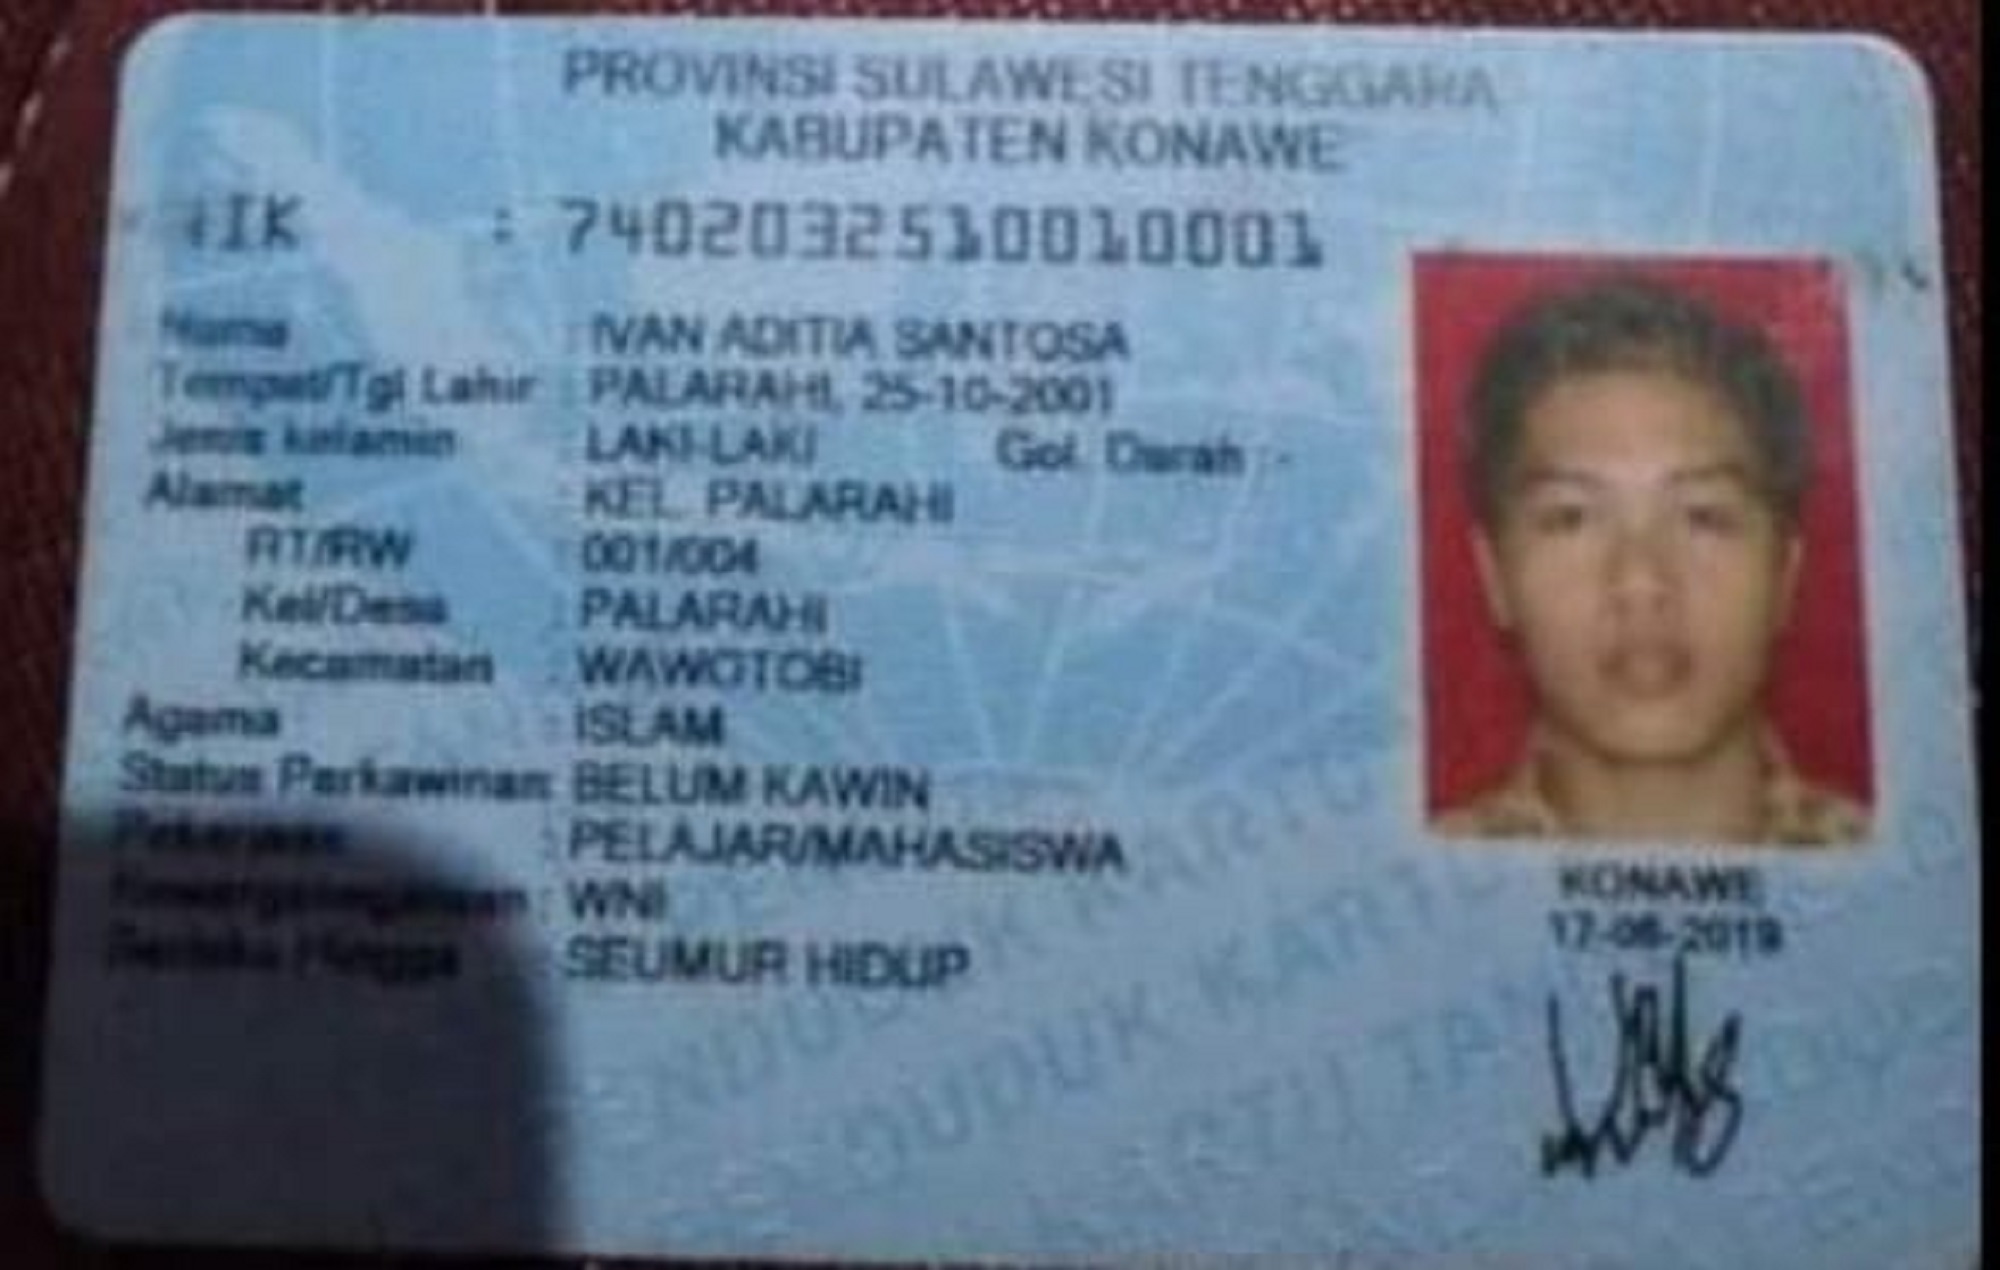 PROVINSI SULAWESI TENGGARA
KABUPATEN KONAWE
IK : 7402032510010001
Nama : IVAN ADITIA SANTOSA
Tempat/Tgl Lahir : PALARAHI, 25-10-2001
Jenis kelamin : LAKI-LAKI Gol. Darah : -
Alamat : KEL. PALARAHI
RT/RW : 001/004
Kel/Desa : PALARAHI
Kecamatan : WAWOTOBI
Agama : ISLAM
Status Perkawinan: BELUM KAWIN
Pekerjaan : PELAJAR/MAHASISWA
Kewarganegaraan : WNI
Berlaku Hingga : SEUMUR HIDUP
KONAWE
17-06-2019